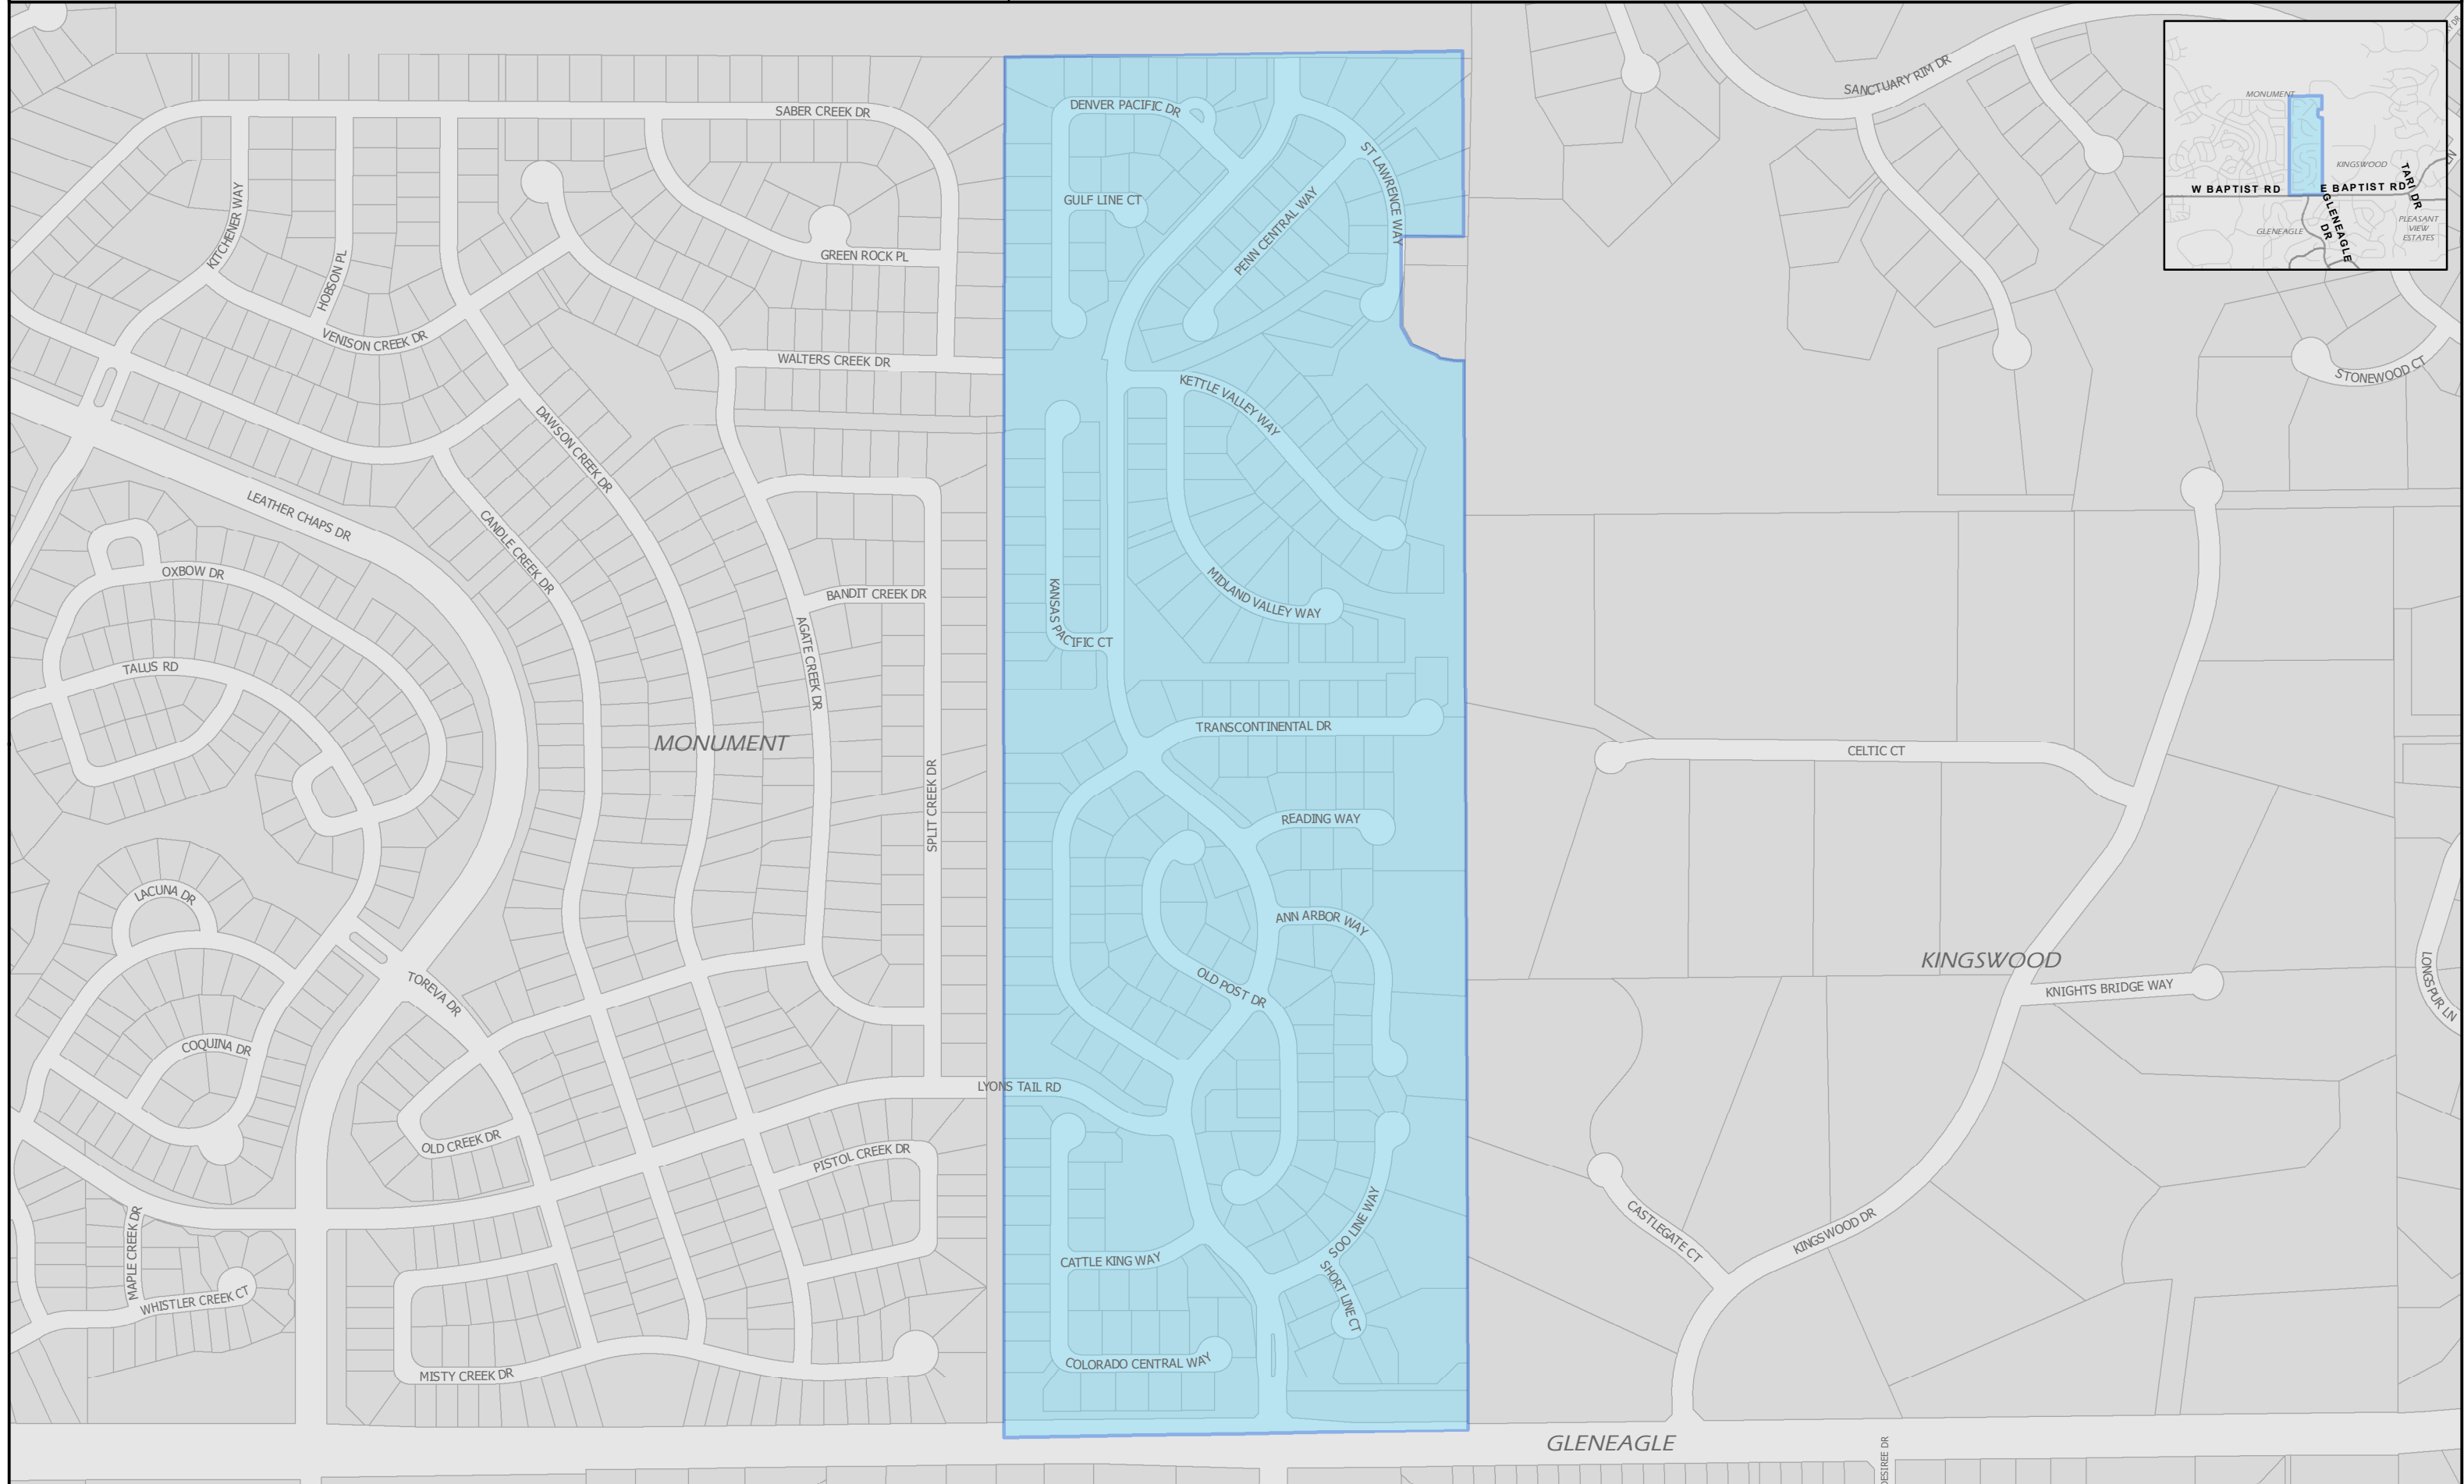 SANCTUARY RIM DR
SABER CREEK DR
DENVER PACIFIC DR
ST LAWRENCE WAY
KITCHENER WAY
GULF LINE CT
PENN CENTRAL WAY
GREEN ROCK PL
HOBSON PL
VENISON CREEK DR
WALTERS CREEK DR
KETTLE VALLEY WAY
STONEWOOD CT
DAWSON CREEK DR
LEATHER CHAPS DR
CANDLE CREEK DR
OXBOW DR
BANDIT CREEK DR
KANSAS PACIFIC CT
MIDLAND VALLEY WAY
AGATE CREEK DR
TALUS RD
MONUMENT
TRANSCONTINENTAL DR
CELTIC CT
SPLIT CREEK DR
READING WAY
LACUNA DR
ANN ARBOR WAY
KINGSWOOD
TOREVA DR
OLD POST DR
KNIGHTS BRIDGE WAY
LONGSPUR LN
COQUINA DR
LYONS TAIL RD
OLD CREEK DR
PISTOL CREEK DR
SOO LINE WAY
CASTLEGATE CT
KINGSWOOD DR
MAPLE CREEK DR
CATTLE KING WAY
SHORT LINE CT
WHISTLER CREEK CT
COLORADO CENTRAL WAY
MISTY CREEK DR
GLENEAGLE
DESIREE DR
MONUMENT
KINGSWOOD
TARI DR
W BAPTIST RD
E BAPTIST RD
GLENEAGLE
DR
PLEASANT
VIEW
ESTATES
GLENEAGLE